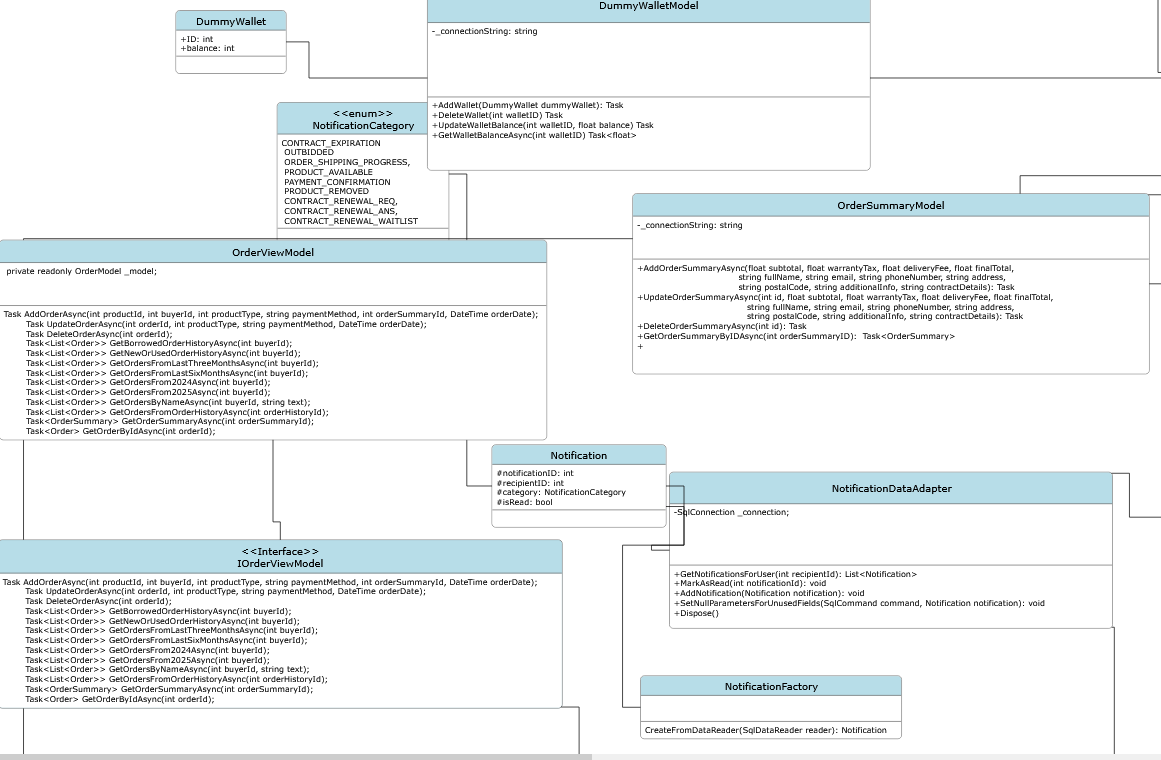 DummyWallet
+ID: int
+balance: int
DummyWalletModel
-_connectionString: string
+AddWallet(DummyWallet dummyWallet): Task
+DeleteWallet(int walletID) Task
+UpdateWalletBalance(int walletID, float balance) Task
+GetWalletBalanceAsync(int walletID) Task<float>
<<enum>>
NotificationCategory
CONTRACT_EXPIRATION
OUTBIDDED
ORDER_SHIPPING_PROGRESS,
PRODUCT_AVAILABLE
PAYMENT_CONFIRMATION
PRODUCT_REMOVED
CONTRACT_RENEWAL_REQ,
CONTRACT_RENEWAL_ANS,
CONTRACT_RENEWAL_WAITLIST
OrderSummaryModel
-_connectionString: string
+AddOrderSummaryAsync(float subtotal, float warrantyTax, float deliveryFee, float finalTotal,
string fullName, string email, string phoneNumber, string address,
string postalCode, string additionalInfo, string contractDetails): Task
+UpdateOrderSummaryAsync(int id, float subtotal, float warrantyTax, float deliveryFee, float finalTotal,
string fullName, string email, string phoneNumber, string address,
string postalCode, string additionalInfo, string contractDetails): Task
+DeleteOrderSummaryAsync(int id): Task
+GetOrderSummaryByIDAsync(int orderSummaryID):  Task<OrderSummary>
+
OrderViewModel
private readonly OrderModel _model;
Task AddOrderAsync(int productId, int buyerId, int productType, string paymentMethod, int orderSummaryId, DateTime orderDate);
Task UpdateOrderAsync(int orderId, int productType, string paymentMethod, DateTime orderDate);
Task DeleteOrderAsync(int orderId);
Task<List<Order>> GetBorrowedOrderHistoryAsync(int buyerId);
Task<List<Order>> GetNewOrUsedOrderHistoryAsync(int buyerId);
Task<List<Order>> GetOrdersFromLastThreeMonthsAsync(int buyerId);
Task<List<Order>> GetOrdersFromLastSixMonthsAsync(int buyerId);
Task<List<Order>> GetOrdersFrom2024Async(int buyerId);
Task<List<Order>> GetOrdersFrom2025Async(int buyerId);
Task<List<Order>> GetOrdersByNameAsync(int buyerId, string text);
Task<List<Order>> GetOrdersFromOrderHistoryAsync(int orderHistoryId);
Task<OrderSummary> GetOrderSummaryAsync(int orderSummaryId);
Task<Order> GetOrderByIdAsync(int orderId);
Notification
#notificationID: int
#recipientID: int
#category: NotificationCategory
#isRead: bool
NotificationDataAdapter
-SqlConnection _connection;
+GetNotificationsForUser(int recipientId): List<Notification>
+MarkAsRead(int notificationId): void
+AddNotification(Notification notification): void
+SetNullParametersForUnusedFields(SqlCommand command, Notification notification): void
+Dispose()
<<Interface>>
IOrderViewModel
Task AddOrderAsync(int productId, int buyerId, int productType, string paymentMethod, int orderSummaryId, DateTime orderDate);
Task UpdateOrderAsync(int orderId, int productType, string paymentMethod, DateTime orderDate);
Task DeleteOrderAsync(int orderId);
Task<List<Order>> GetBorrowedOrderHistoryAsync(int buyerId);
Task<List<Order>> GetNewOrUsedOrderHistoryAsync(int buyerId);
Task<List<Order>> GetOrdersFromLastThreeMonthsAsync(int buyerId);
Task<List<Order>> GetOrdersFromLastSixMonthsAsync(int buyerId);
Task<List<Order>> GetOrdersFrom2024Async(int buyerId);
Task<List<Order>> GetOrdersFrom2025Async(int buyerId);
Task<List<Order>> GetOrdersByNameAsync(int buyerId, string text);
Task<List<Order>> GetOrdersFromOrderHistoryAsync(int orderHistoryId);
Task<OrderSummary> GetOrderSummaryAsync(int orderSummaryId);
Task<Order> GetOrderByIdAsync(int orderId);
NotificationFactory
CreateFromDataReader(SqlDataReader reader): Notification